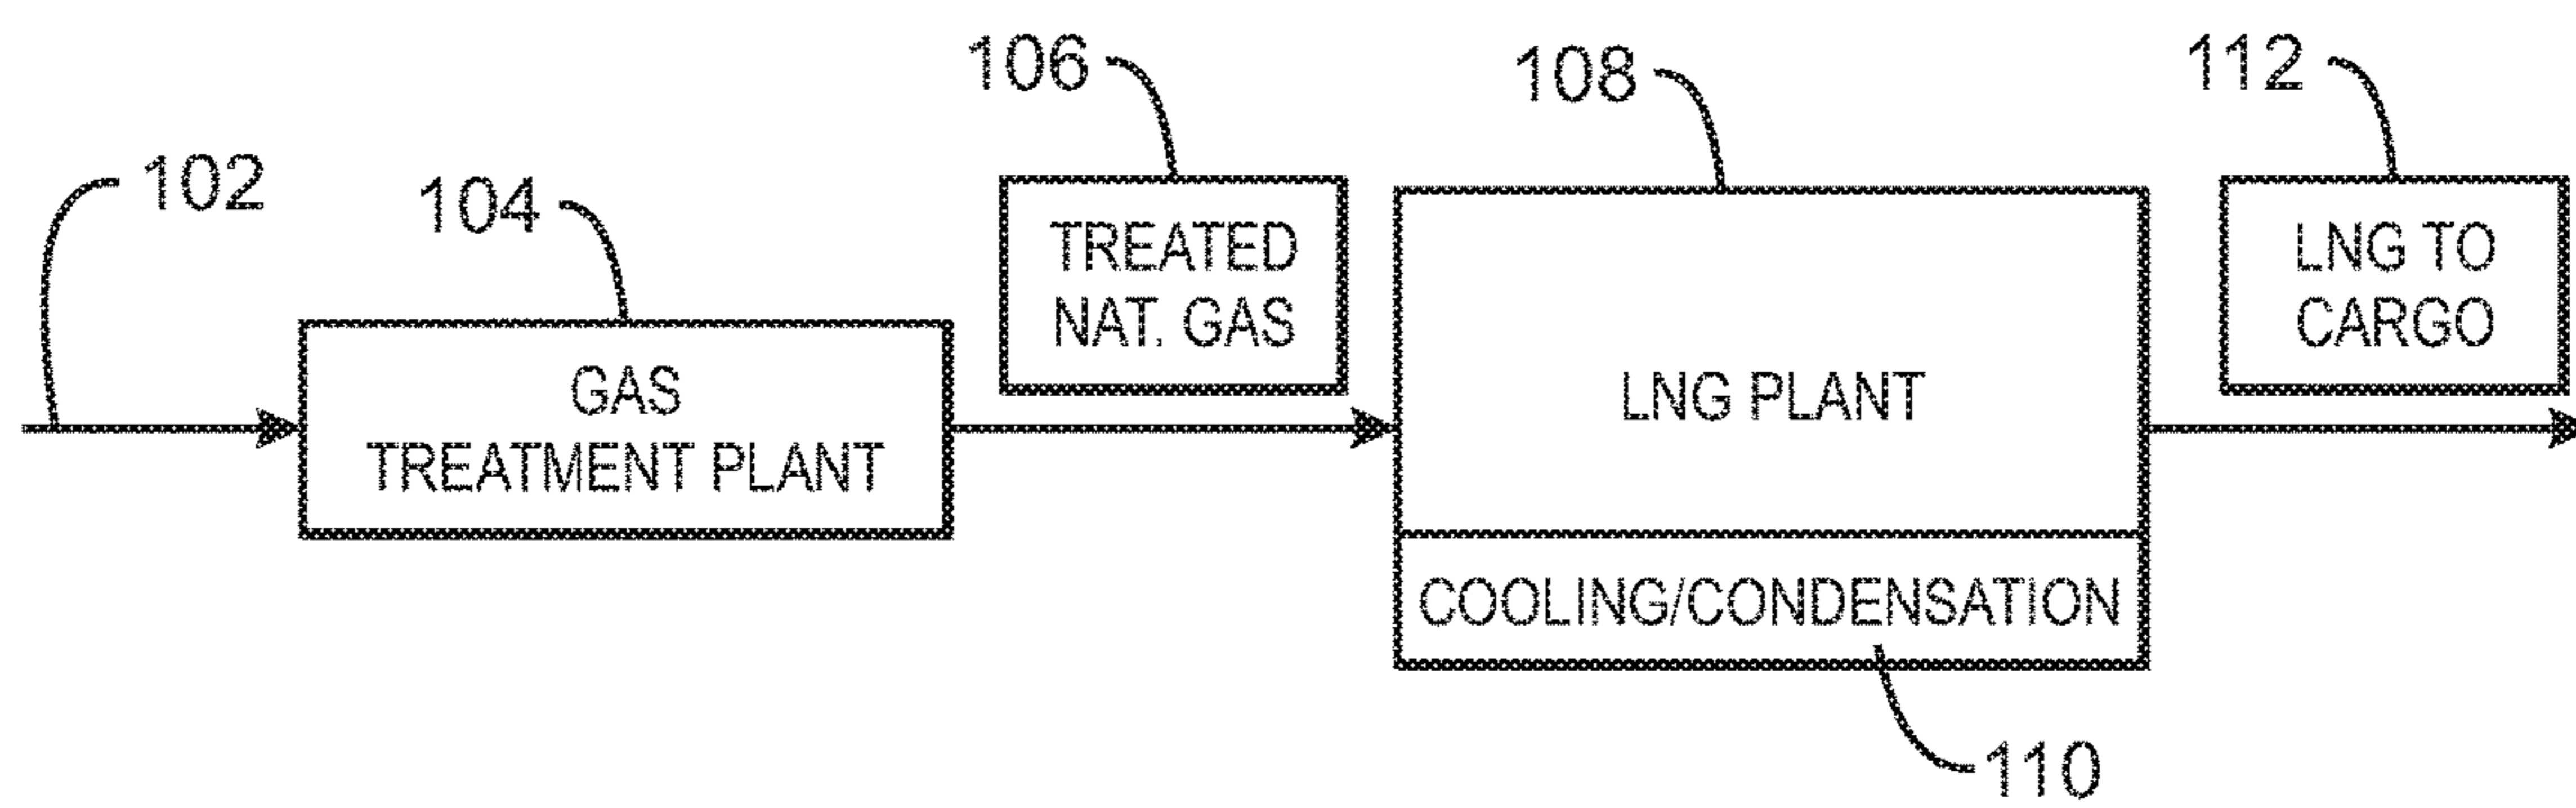 102
104
GAS
TREATMENT PLANT
106
TREATED
NAT. GAS
108
LNG PLANT
COOLING/CONDENSATION
110
112
LNG TO
CARGO